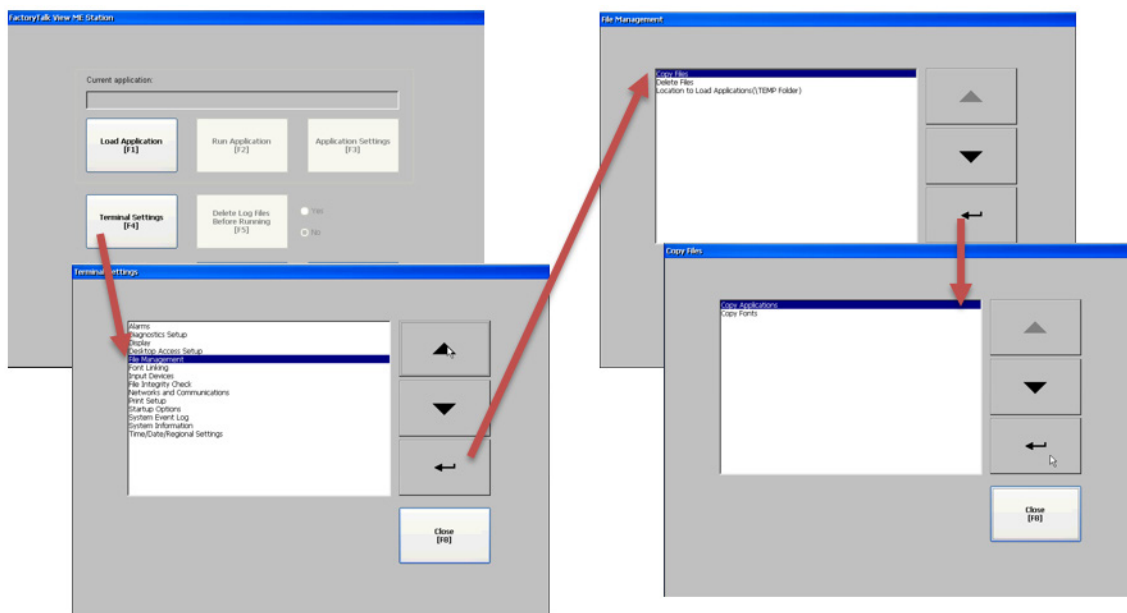 FactoryTalk View ME Station
Current application:
Load Application
[F1]
Run Application
[F2]
Application Settings
[F3]
Terminal Settings
[F4]
Delete Log Files
Before Running
[F5]
Yes
No
Terminal Settings
Alarms
Diagnostics Setup
Display
Desktop Access Setup
File Management
Font Linking
Input Devices
File Integrity Check
Networks and Communications
Print Setup
Startup Options
System Event Log
System Information
Time/Date/Regional Settings
Close
[F8]
File Management
Copy Files
Delete Files
Location to Load Applications(\TEMP Folder)
Copy Files
Copy Applications
Copy Fonts
Close
[F8]